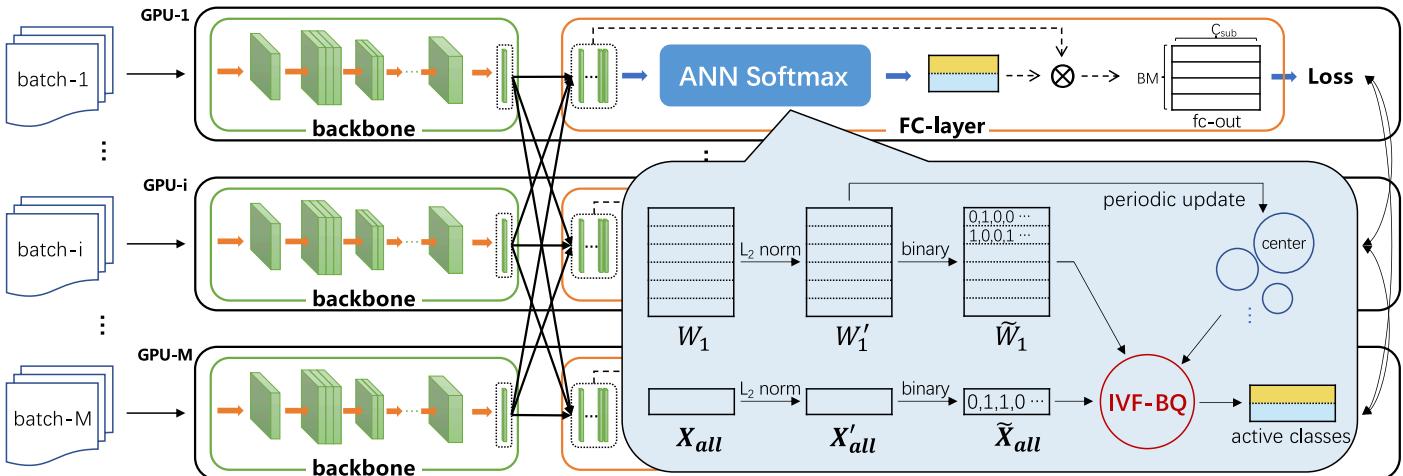 GPU-1
batch-1
backbone
...
ANN Softmax
C_sub
BM
fc-out
Loss
FC-layer
GPU-i
batch-i
backbone
...
periodic update
0,1,0,0 ...
1,0,0,1 ...
center
L₂ norm
binary
W₁
W₁′
W̃₁
GPU-M
batch-M
backbone
...
L₂ norm
binary
0,1,1,0 ...
IVF-BQ
X_all
X′_all
X̃_all
active classes